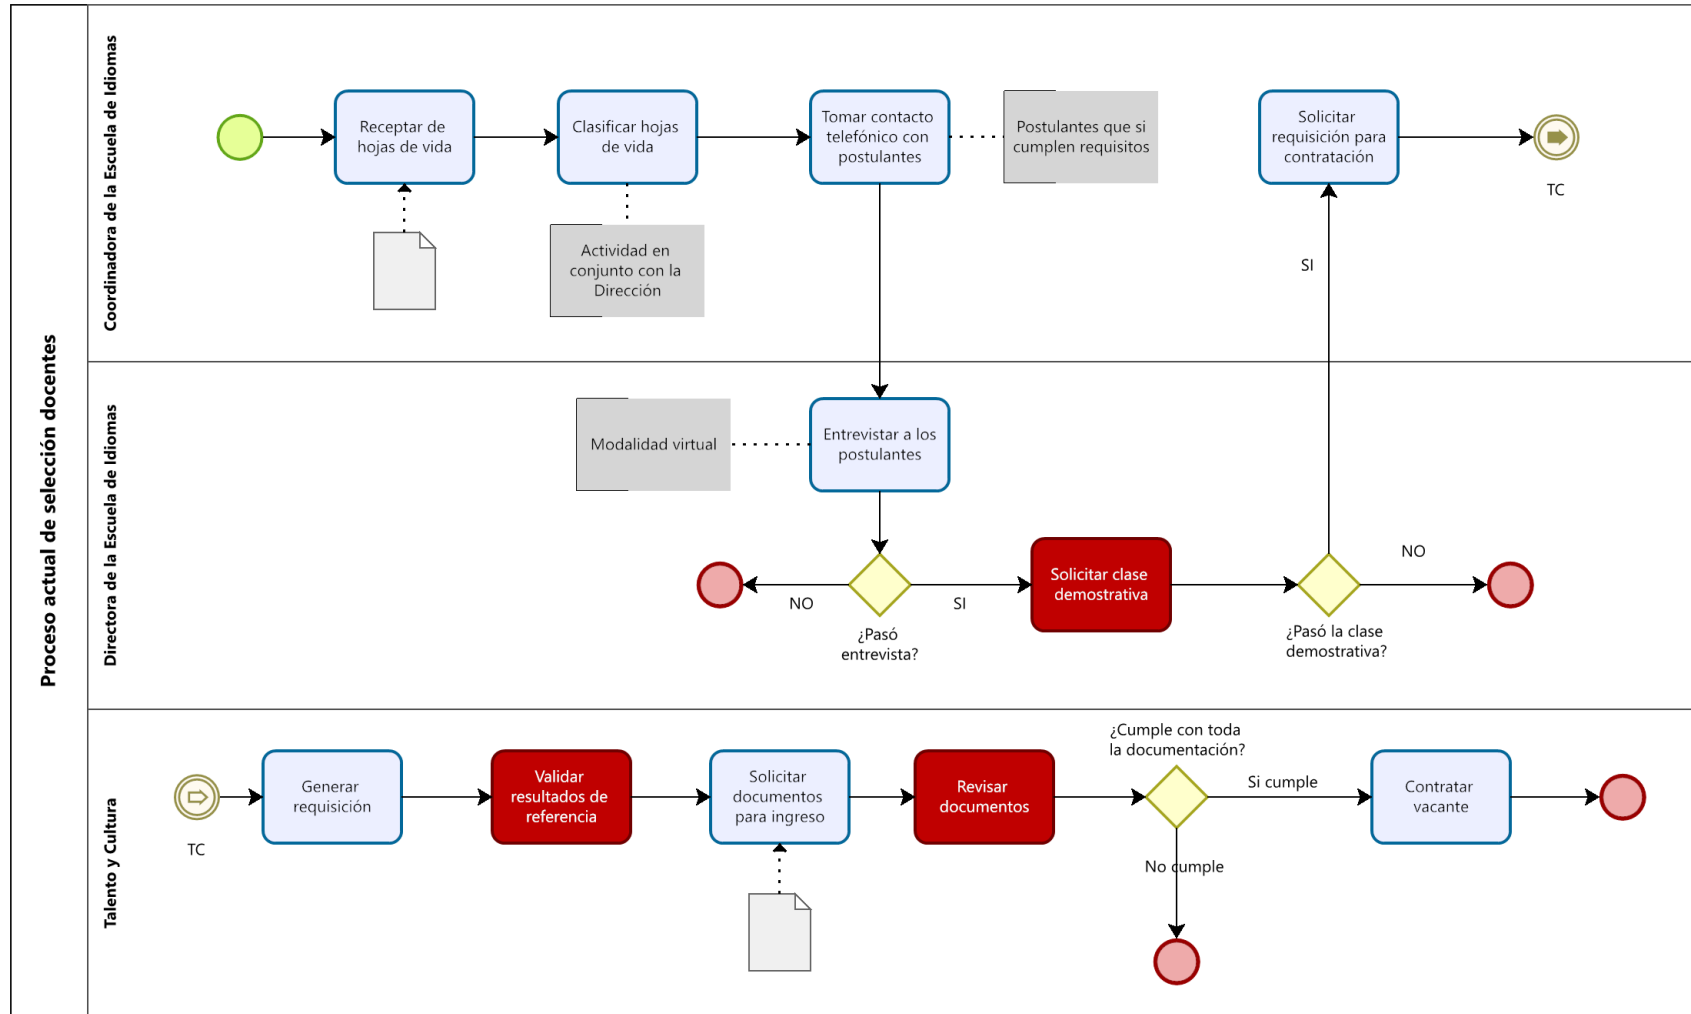 Proceso actual de selección docentes
Coordinadora de la Escuela de Idiomas
Receptar de
hojas de vida
Clasificar hojas
de vida
Tomar contacto
telefónico con
postulantes
Postulantes que si
cumplen requisitos
Solicitar
requisición para
contratación
TC
Actividad en
conjunto con la
Dirección
SI
Directora de la Escuela de Idiomas
Modalidad virtual
Entrevistar a los
postulantes
NO
SI
¿Pasó
entrevista?
Solicitar clase
demostrativa
NO
¿Pasó la clase
demostrativa?
Talento y Cultura
TC
Generar
requisición
Validar
resultados de
referencia
Solicitar
documentos
para ingreso
Revisar
documentos
¿Cumple con toda
la documentación?
Si cumple
No cumple
Contratar
vacante